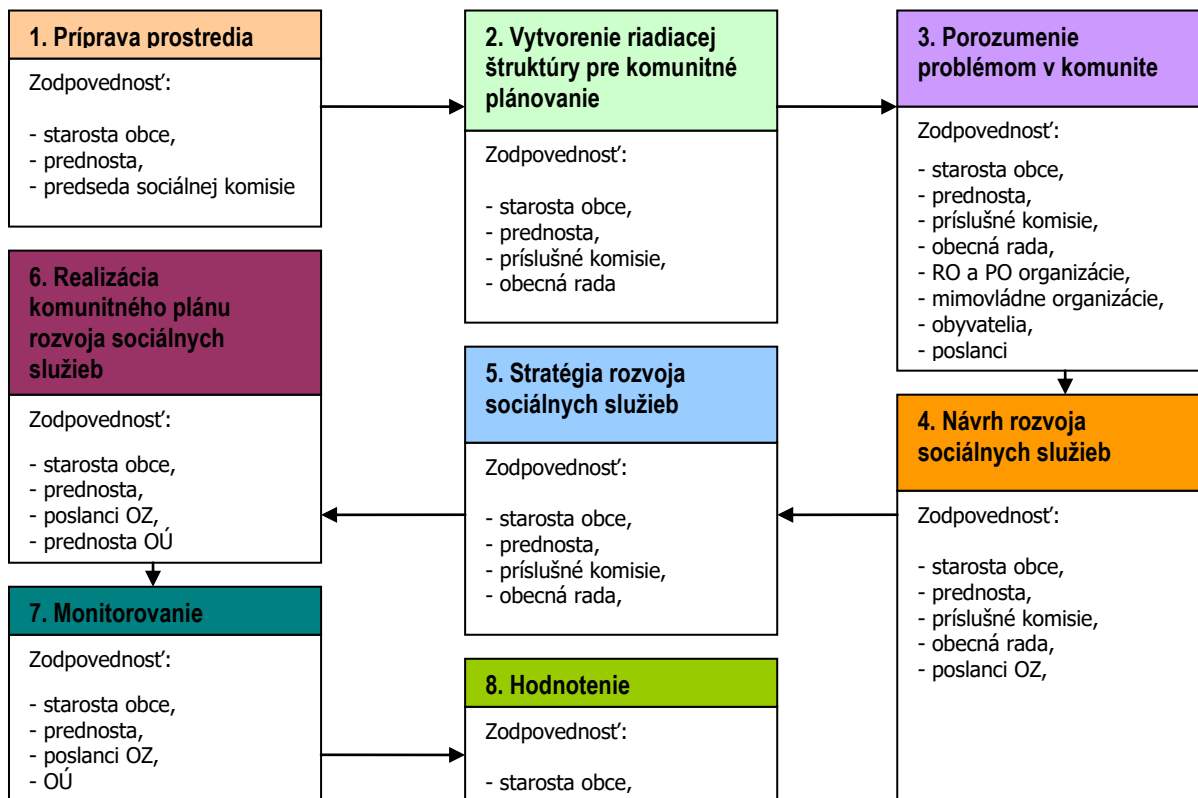 1. Príprava prostredia
Zodpovednosť:
- starosta obce,
- prednosta,
- predseda sociálnej komisie
2. Vytvorenie riadiacej
štruktúry pre komunitné
plánovanie
Zodpovednosť:
- starosta obce,
- prednosta,
- príslušné komisie,
- obecná rada
3. Porozumenie
problémom v komunite
Zodpovednosť:
- starosta obce,
- prednosta,
- príslušné komisie,
- obecná rada,
- RO a PO organizácie,
- mimovládne organizácie,
- obyvatelia,
- poslanci
4. Návrh rozvoja
sociálnych služieb
Zodpovednosť:
- starosta obce,
- prednosta,
- príslušné komisie,
- obecná rada,
- poslanci OZ,
5. Stratégia rozvoja
sociálnych služieb
Zodpovednosť:
- starosta obce,
- prednosta,
- príslušné komisie,
- obecná rada,
6. Realizácia
komunitného plánu
rozvoja sociálnych
služieb
Zodpovednosť:
- starosta obce,
- prednosta,
- poslanci OZ,
- prednosta OÚ
7. Monitorovanie
Zodpovednosť:
- starosta obce,
- prednosta,
- poslanci OZ,
- OÚ
8. Hodnotenie
Zodpovednosť:
- starosta obce,